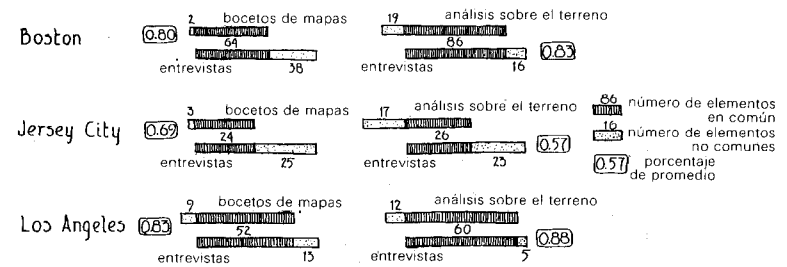 2 bocetos de mapas 19 análisis sobre el terreno
Boston 0.80 64 86 0.83
entrevistas 38 entrevistas 16
3 bocetos de mapas 17 análisis sobre el terreno
Jersey City 0.69 24 26 0.57
entrevistas 25 entrevistas 23
86 número de elementos
en común
16 número de elementos
no comunes
0.57 porcentaje
de promedio
9 bocetos de mapas 12 análisis sobre el terreno
Los Angeles 0.83 52 60 0.88
entrevistas 13 entrevistas 5